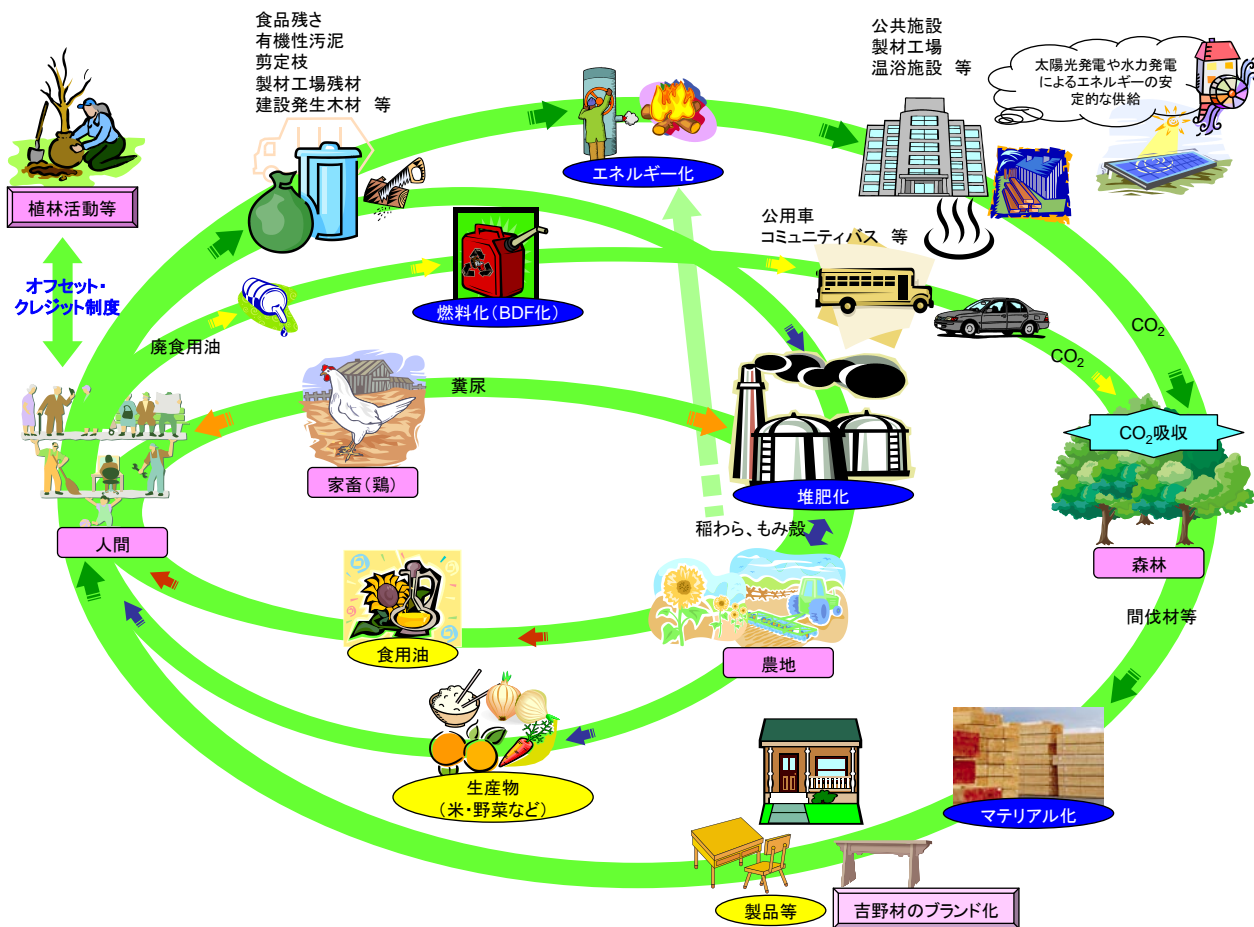 食品残さ
有機性汚泥
剪定枝
製材工場残材
建設発生木材 等
公共施設
製材工場
温浴施設 等
太陽光発電や水力発電
によるエネルギーの安
定的な供給
エネルギー化
植林活動等
公用車
コミュニティバス 等
オフセット・
クレジット制度
燃料化(BDF化)
廃食用油
CO2
CO2
糞尿
CO2吸収
家畜(鶏)
堆肥化
稲わら、もみ殻
人間
森林
間伐材等
食用油
農地
生産物
(米・野菜など)
マテリアル化
製品等
吉野材のブランド化